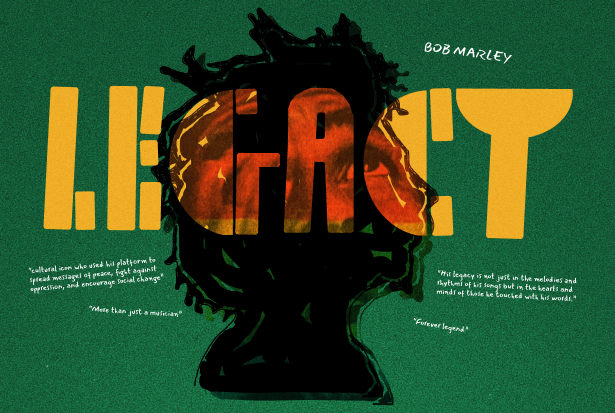 BOB MARLEY
LEGACY
"cultural icon who used his platform to
spread messages of peace, fight against
oppression, and encourage social change"
"More than just a musician"
"His legacy is not just in the melodies and
rhythms of his songs but in the hearts and
minds of those he touched with his words."
"Forever legend"